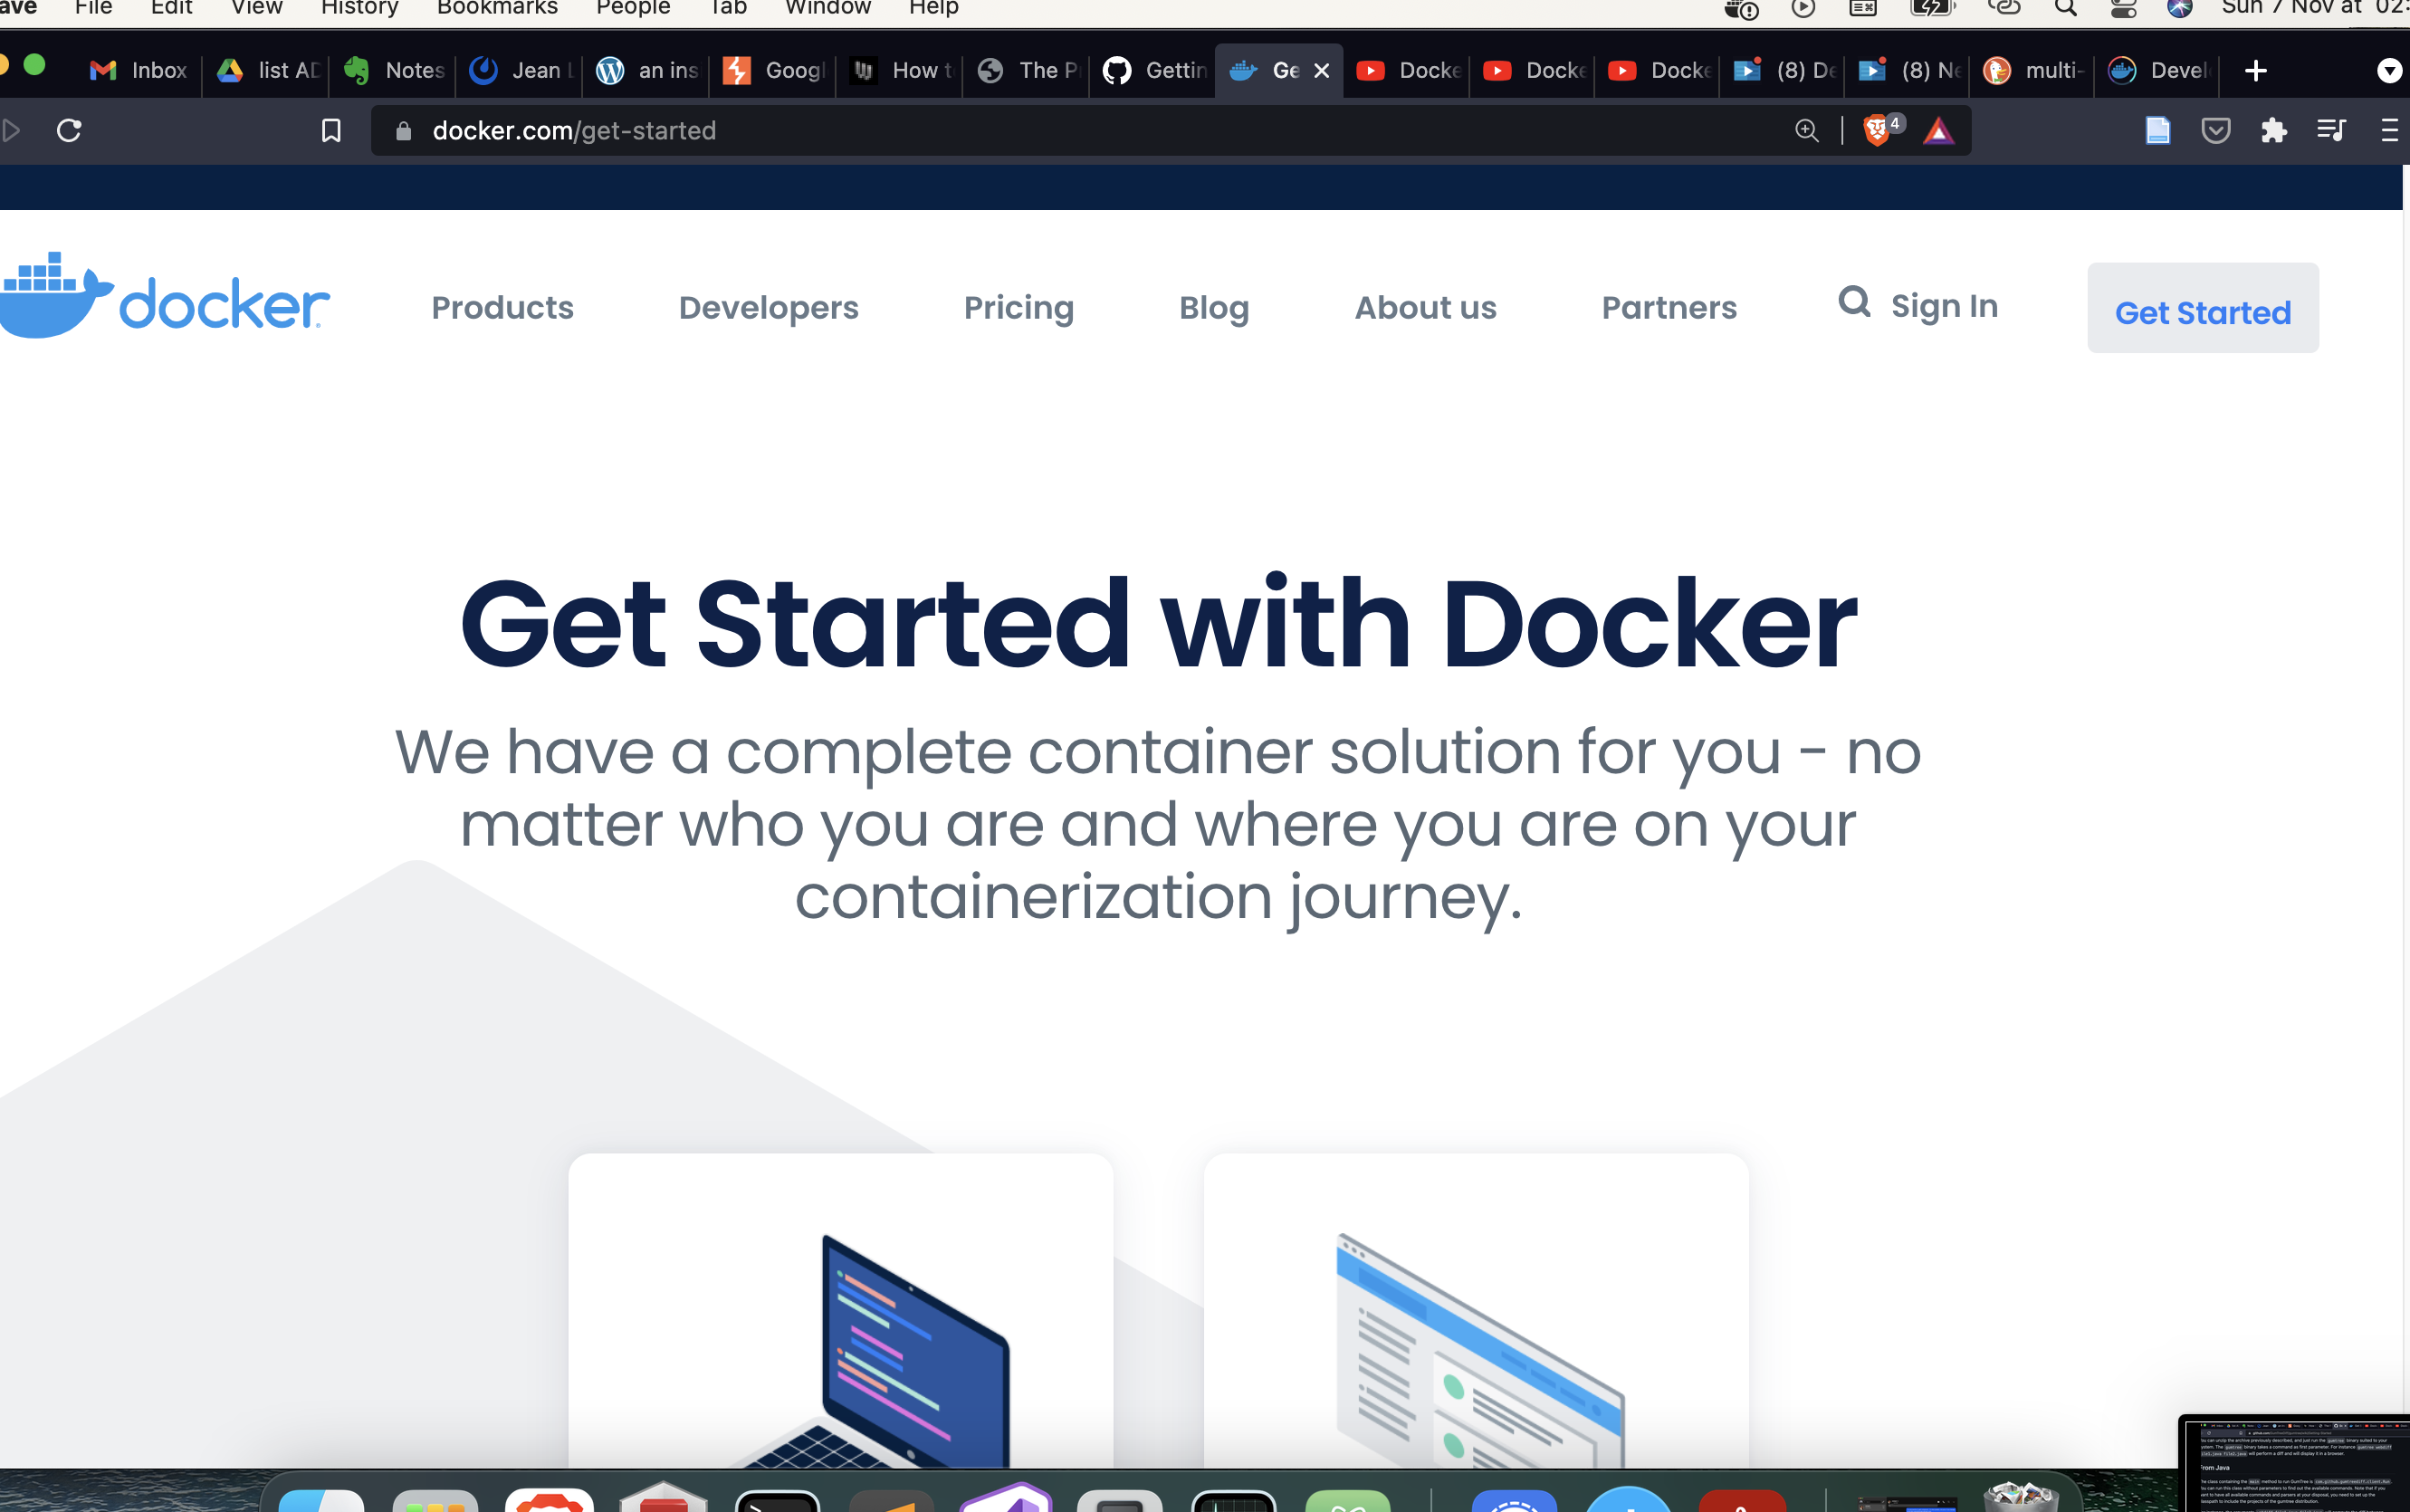 ave File Edit View History Bookmarks People Tab Window Help Sun 7 Nov at 02:
Inbox list AD Notes Jean L an ins Googl How t The P Gettin Ge Docke Docke Docke (8) De (8) Ne multi- Devel
docker.com/get-started 4
docker Products Developers Pricing Blog About us Partners Sign In Get Started
Get Started with Docker
We have a complete container solution for you - no
matter who you are and where you are on your
containerization journey.
From Java